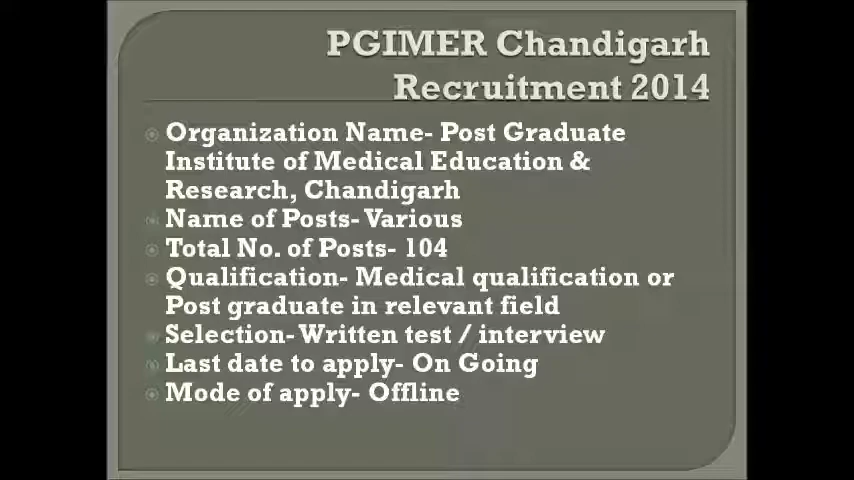 PGIMER Chandigarh
Recruitment 2014
Organization Name- Post Graduate
Institute of Medical Education &
Research, Chandigarh
Name of Posts- Various
Total No. of Posts- 104
Qualification- Medical qualification or
Post graduate in relevant field
Selection- Written test / interview
Last date to apply- On Going
Mode of apply- Offline